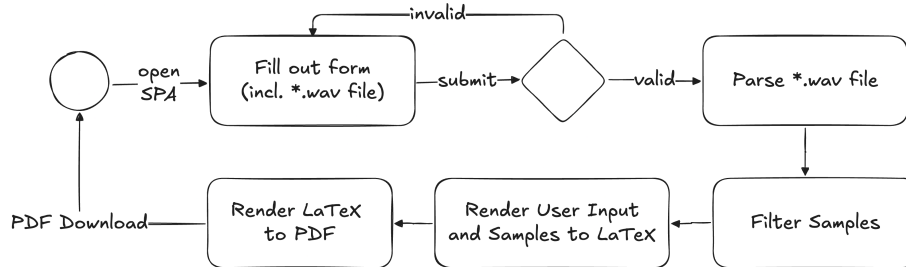 invalid
open
SPA
Fill out form
(incl. *.wav file)
submit
valid
Parse *.wav file
PDF Download
Render LaTeX
to PDF
Render User Input
and Samples to LaTeX
Filter Samples